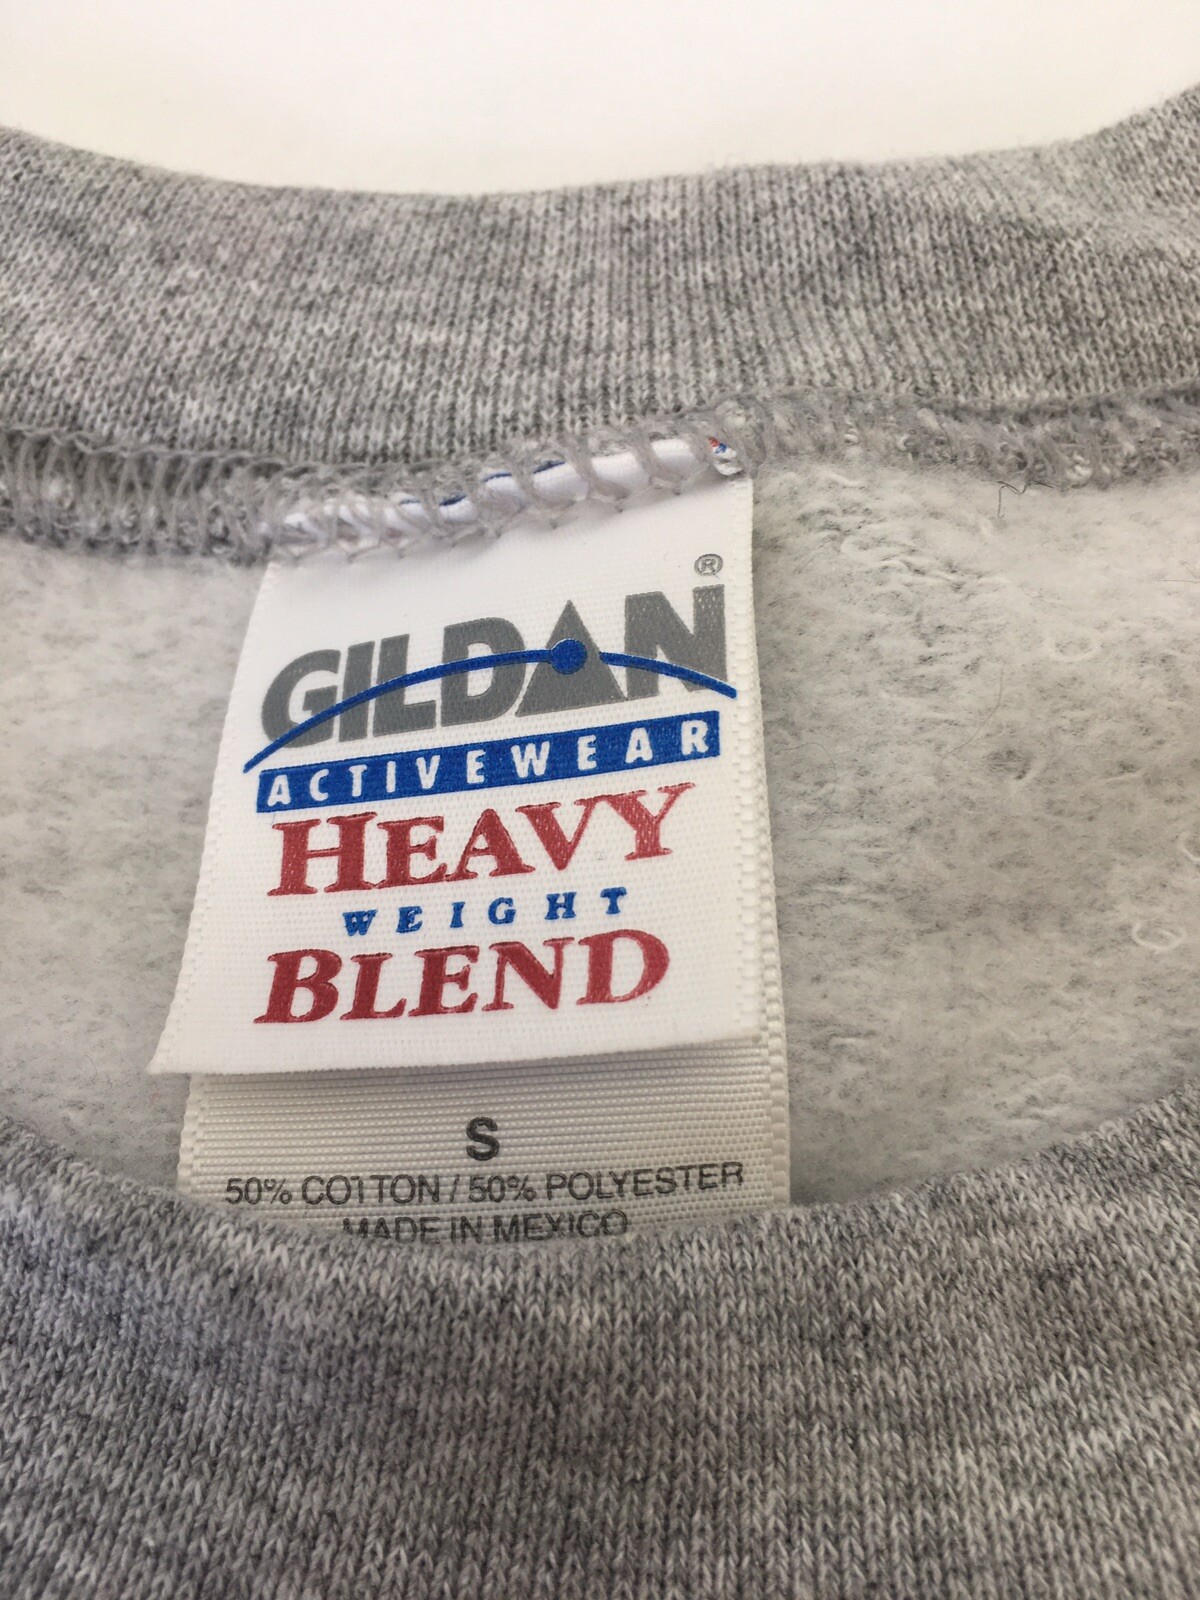 GILDAN®
ACTIVEWEAR
HEAVY
WEIGHT
BLEND
S
50% COTTON / 50% POLYESTER
MADE IN MEXICO